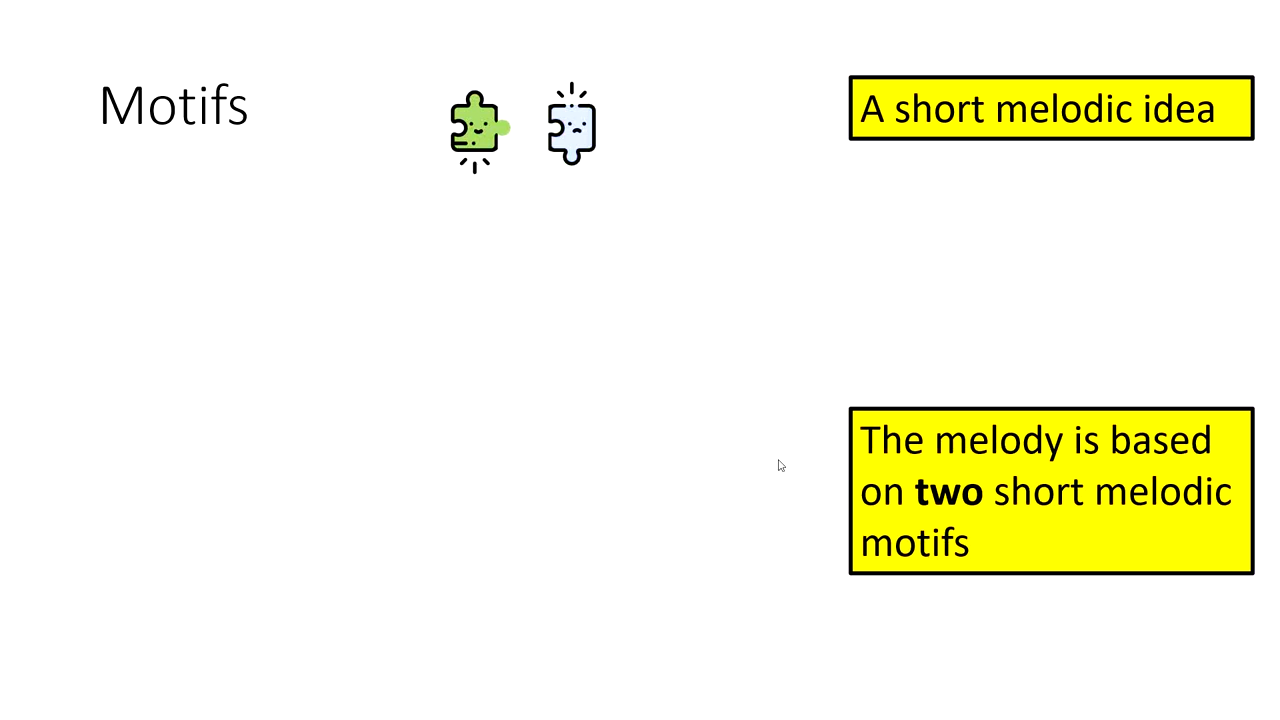 Motifs
A short melodic idea
The melody is based
on two short melodic
motifs